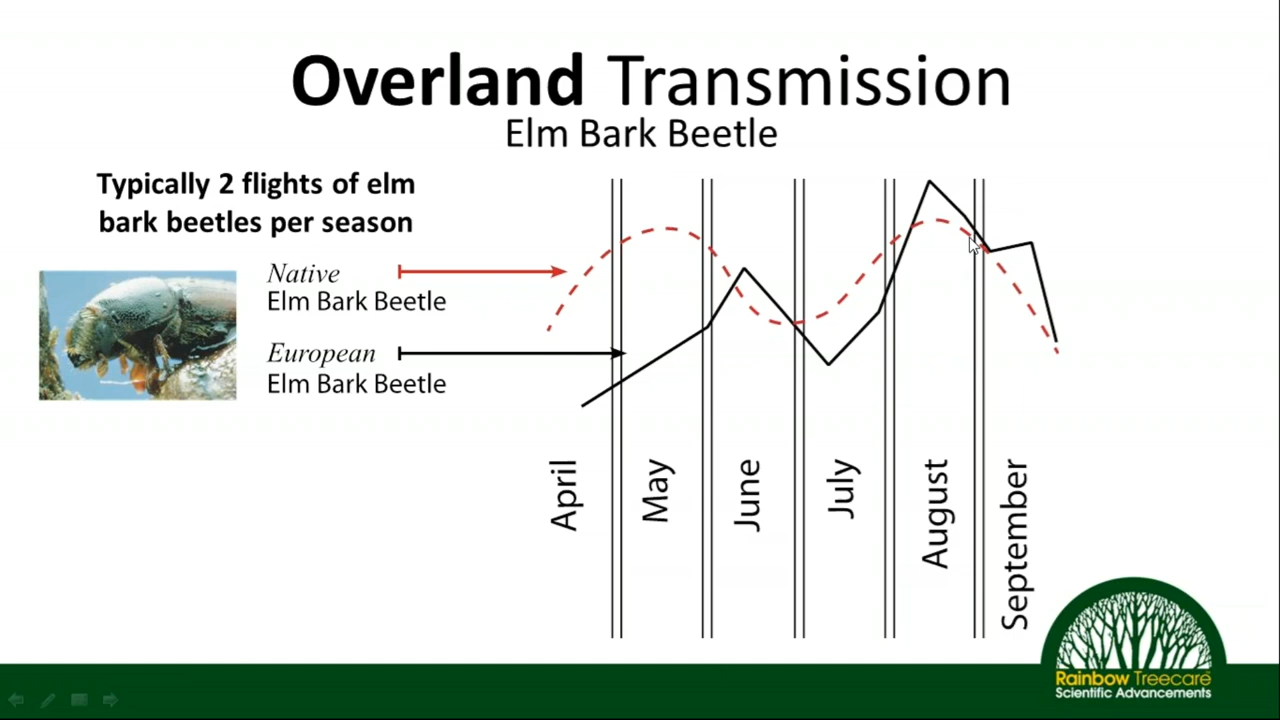 Overland Transmission
Elm Bark Beetle
Typically 2 flights of elm
bark beetles per season
Native
Elm Bark Beetle
European
Elm Bark Beetle
April
May
June
July
August
September
Rainbow Treecare
Scientific Advancements